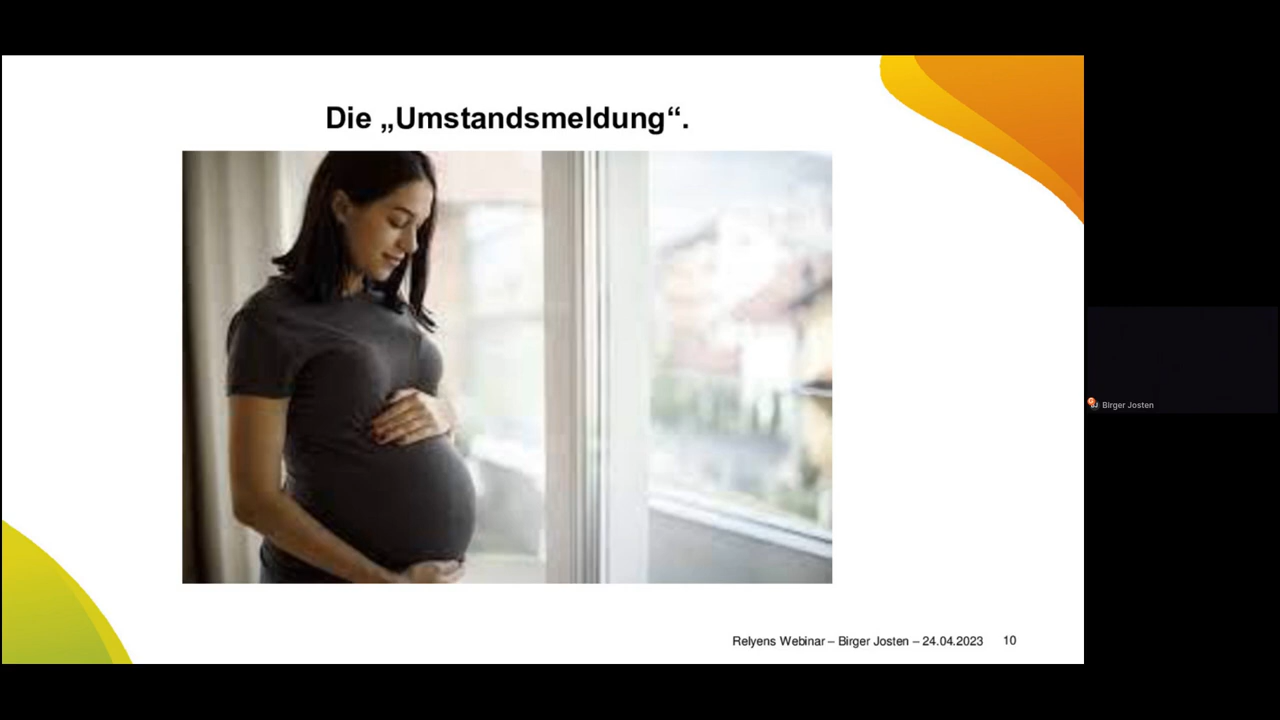 Die „Umstandsmeldung“.
Birger Josten
Relyens Webinar – Birger Josten – 24.04.2023 10